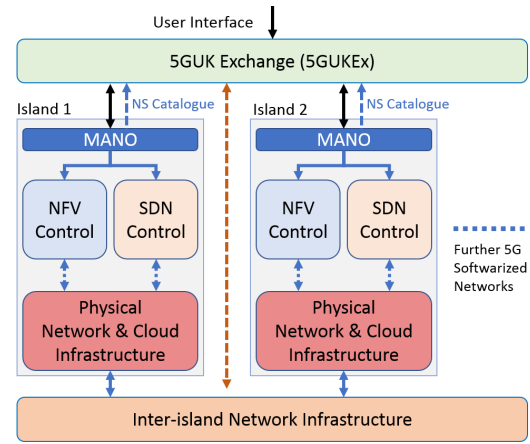 User Interface
5GUK Exchange (5GUKEx)
Island 1
NS Catalogue
Island 2
NS Catalogue
MANO
MANO
NFV
Control
SDN
Control
NFV
Control
SDN
Control
Further 5G
Softwarized
Networks
Physical
Network & Cloud
Infrastructure
Physical
Network & Cloud
Infrastructure
Inter-island Network Infrastructure